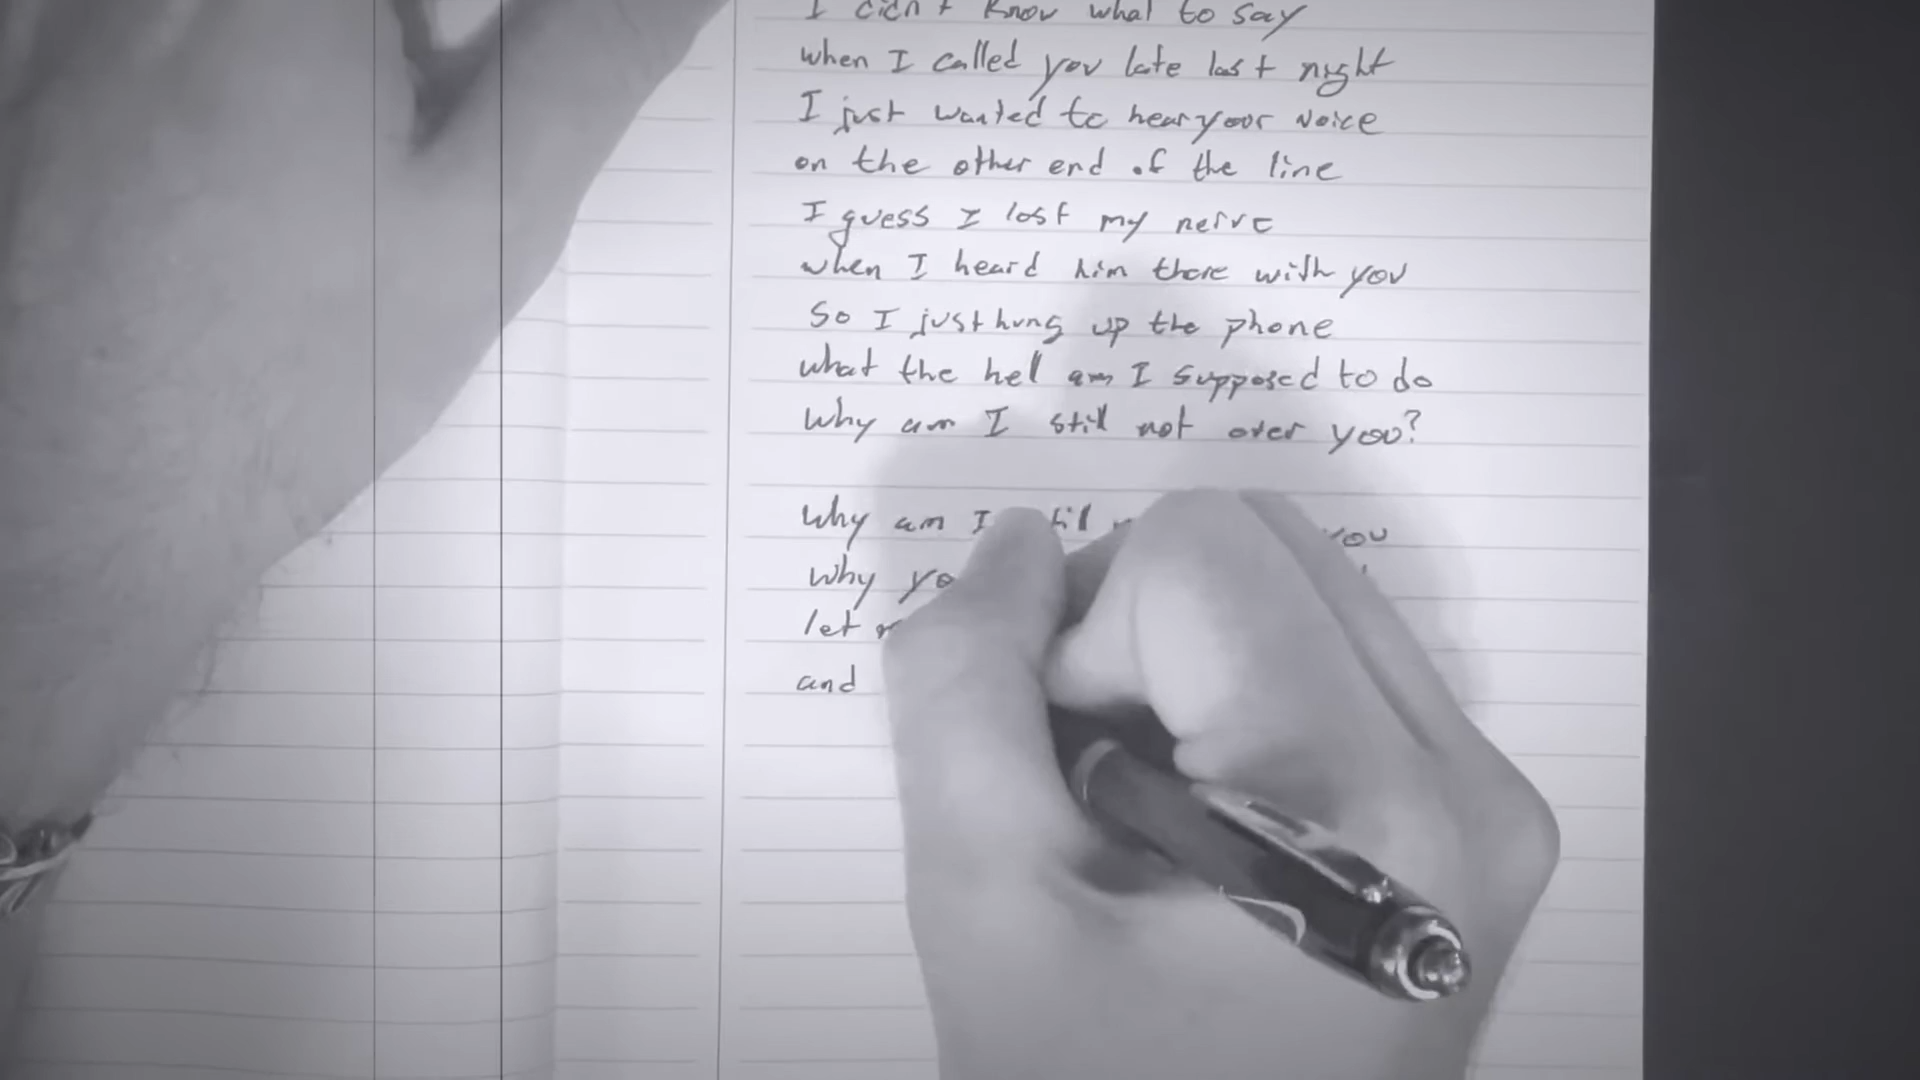 I didn't know what to say
when I called you late last night
I just wanted to hear your voice
on the other end of the line
I guess I lost my nerve
when I heard him there with you
So I just hung up the phone
what the hel am I supposed to do
Why am I still not over you?
Why am I you
Why
let
and